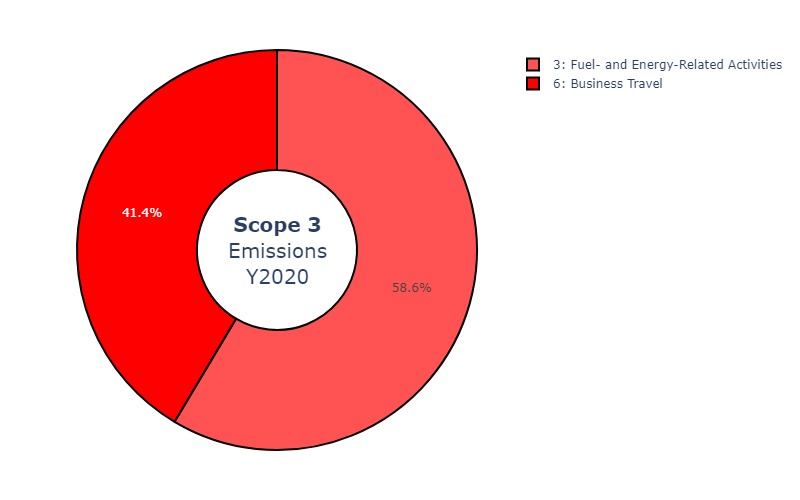 3: Fuel- and Energy-Related Activities
6: Business Travel
41.4%
Scope 3
Emissions
Y2020
58.6%